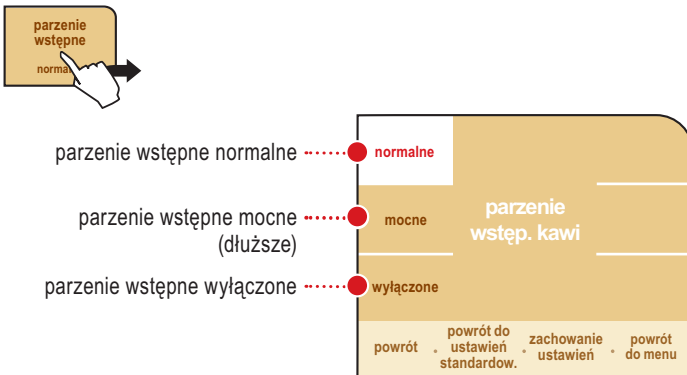 parzenie
wstępne
normal
parzenie wstępne normalne
normalne
parzenie wstępne mocne
(dłuższe)
mocne
parzenie
wstęp. kawi
parzenie wstępne wyłączone
wyłączone
powrót
powrót do
ustawień
standardow.
zachowanie
ustawień
powrót
do menu